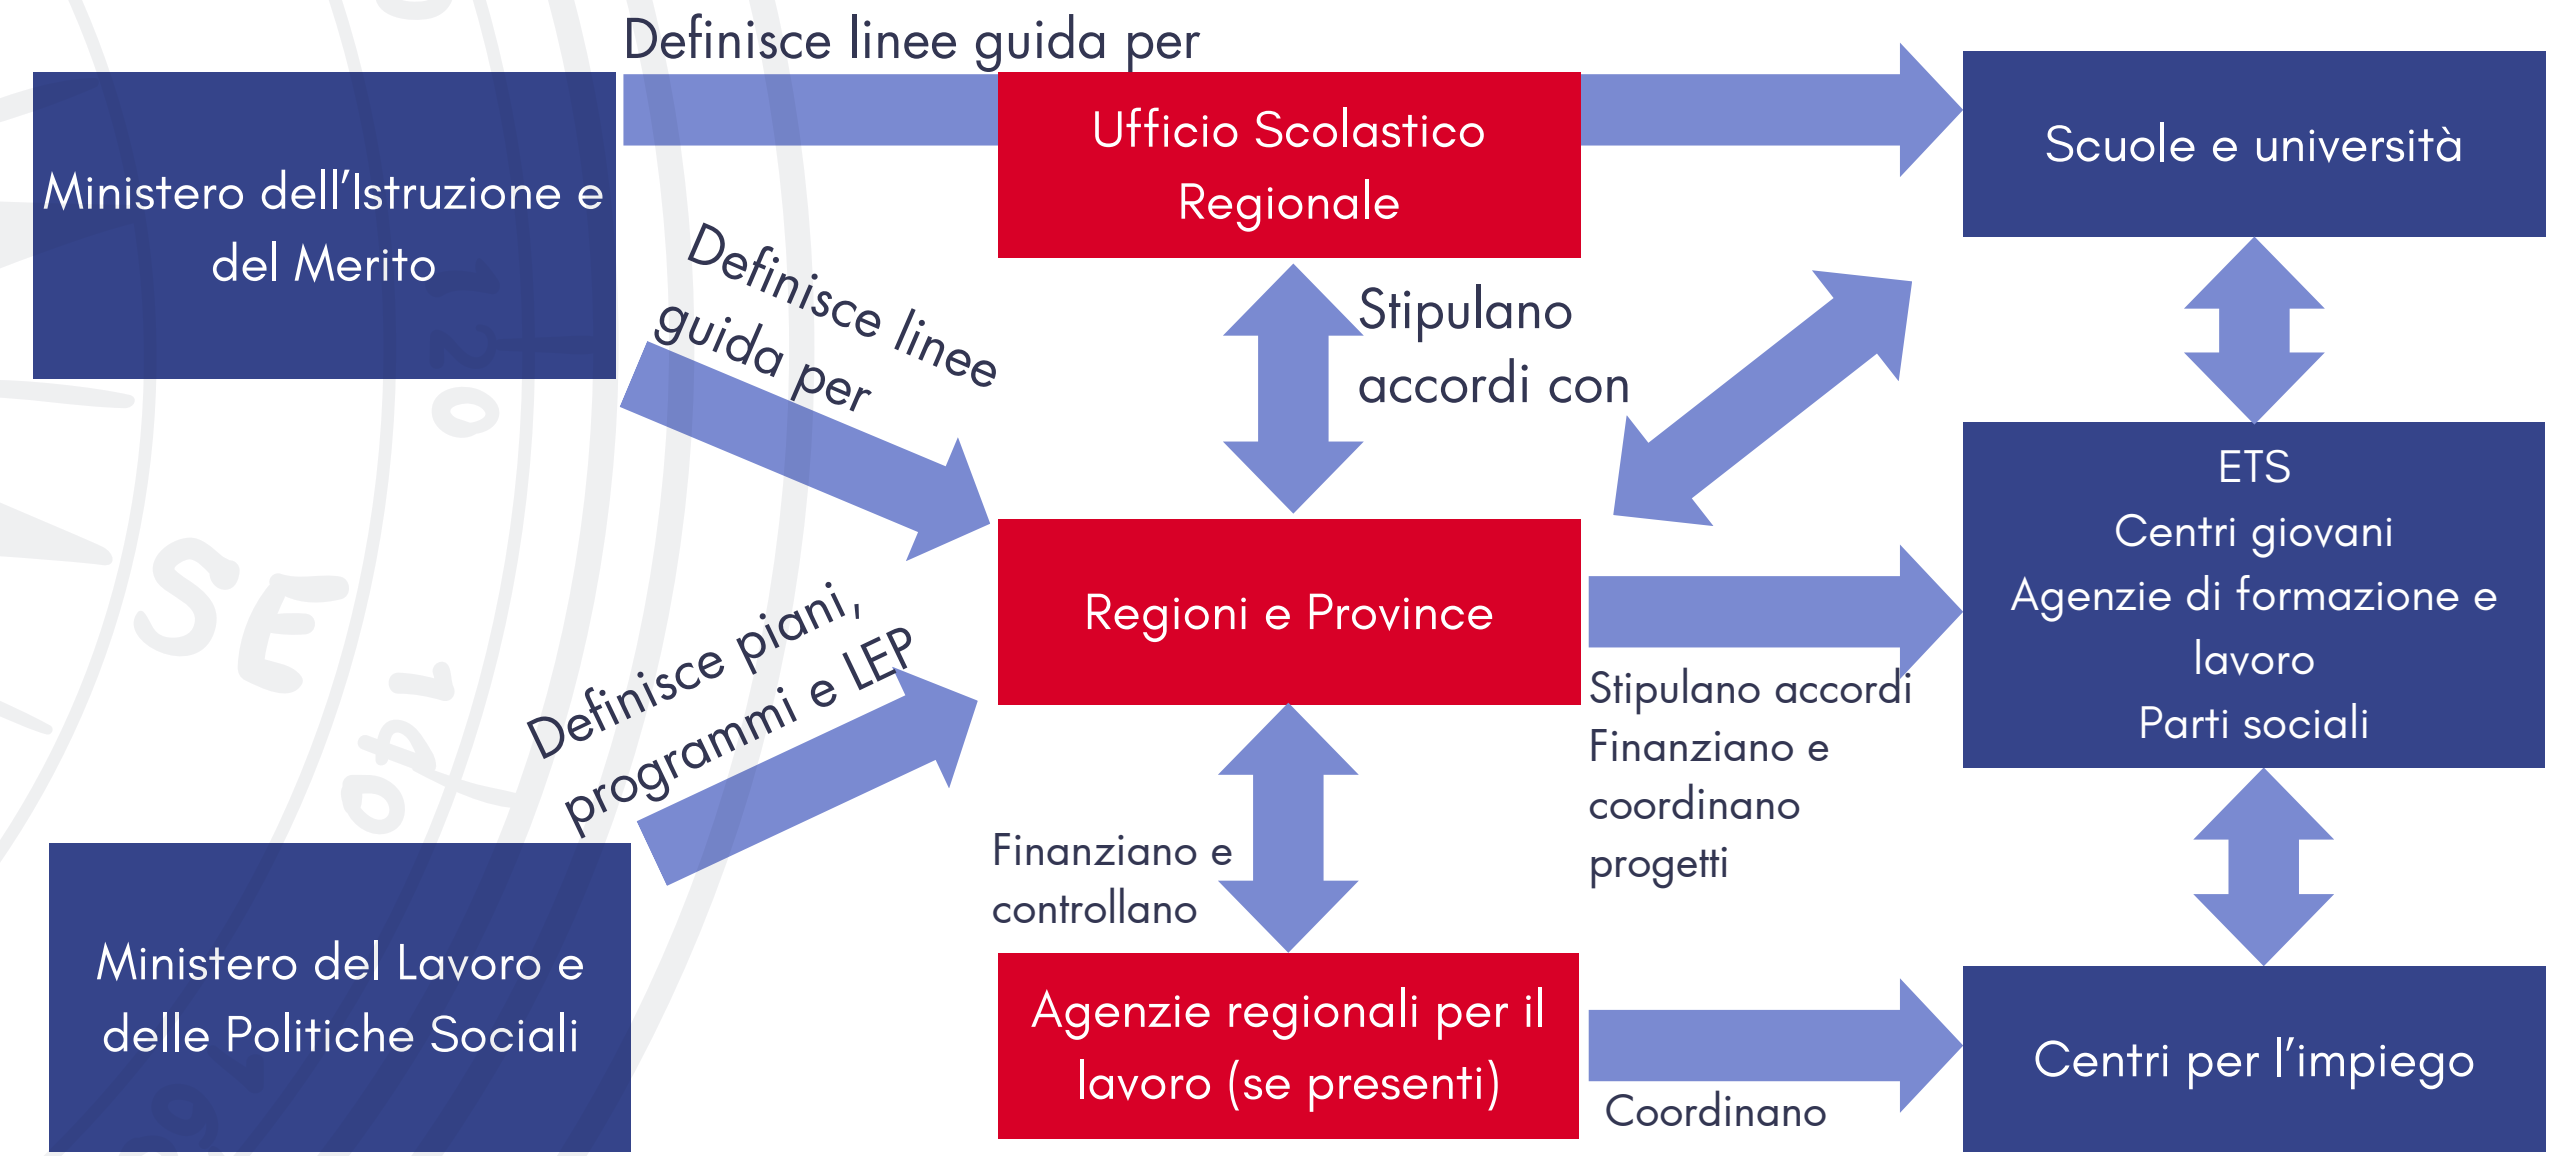 Definisce linee guida per
Ministero dell'Istruzione e
del Merito
Ufficio Scolastico
Regionale
Scuole e università
Definisce linee
guida per
Stipulano
accordi con
Regioni e Province
ETS
Centri giovani
Agenzie di formazione e
lavoro
Parti sociali
Definisce piani,
programmi e LEP
Stipulano accordi
Finanziano e
coordinano
progetti
Finanziano e
controllano
Ministero del Lavoro e
delle Politiche Sociali
Agenzie regionali per il
lavoro (se presenti)
Coordinano
Centri per l'impiego
120
SE
140